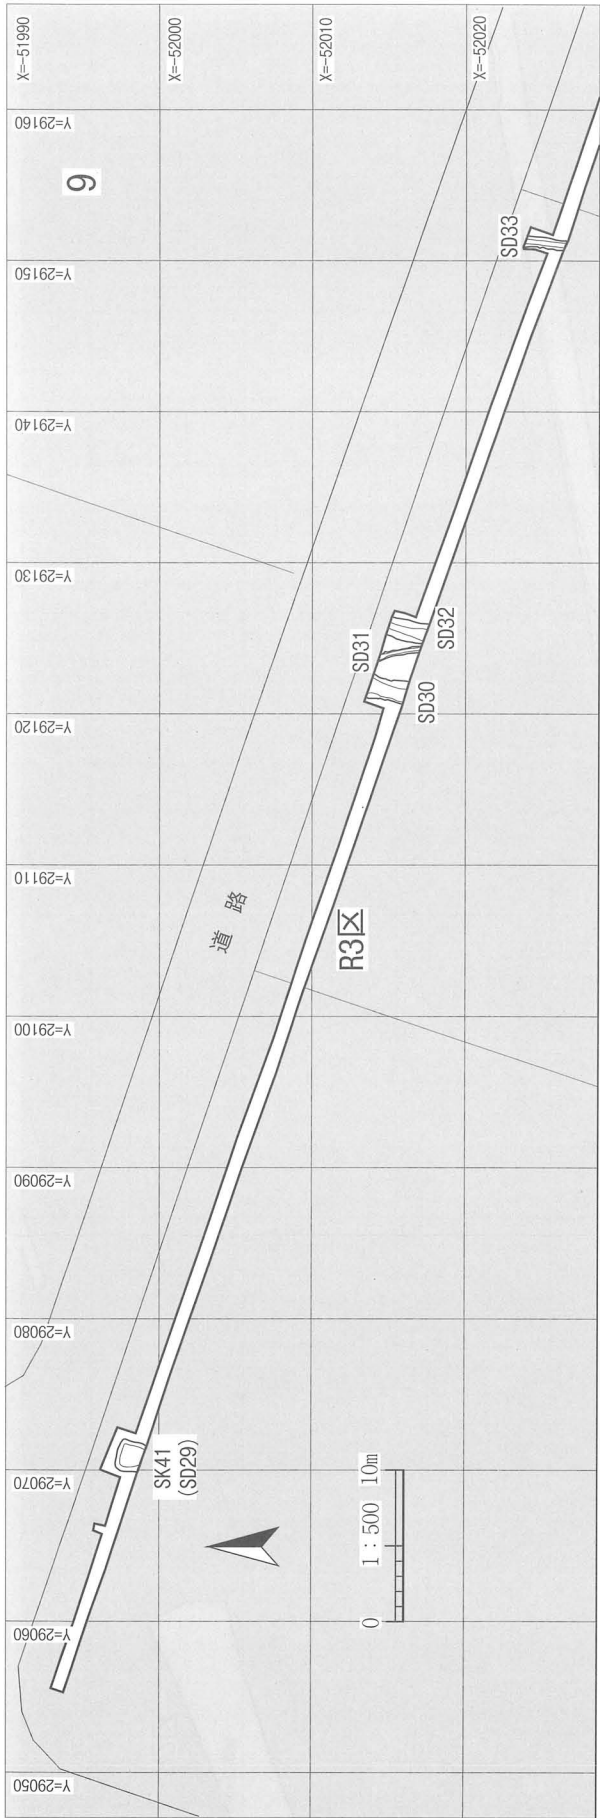 X=-51990
X=-52000
X=-52010
X=-52020
Y=29160
9
SD33
Y=29150
Y=29140
Y=29130
SD31
SD32
SD30
Y=29120
Y=29110
道路
R3区
Y=29100
Y=29090
Y=29080
SK41
(SD29)
Y=29070
0 1:500 10m
Y=29060
Y=29050